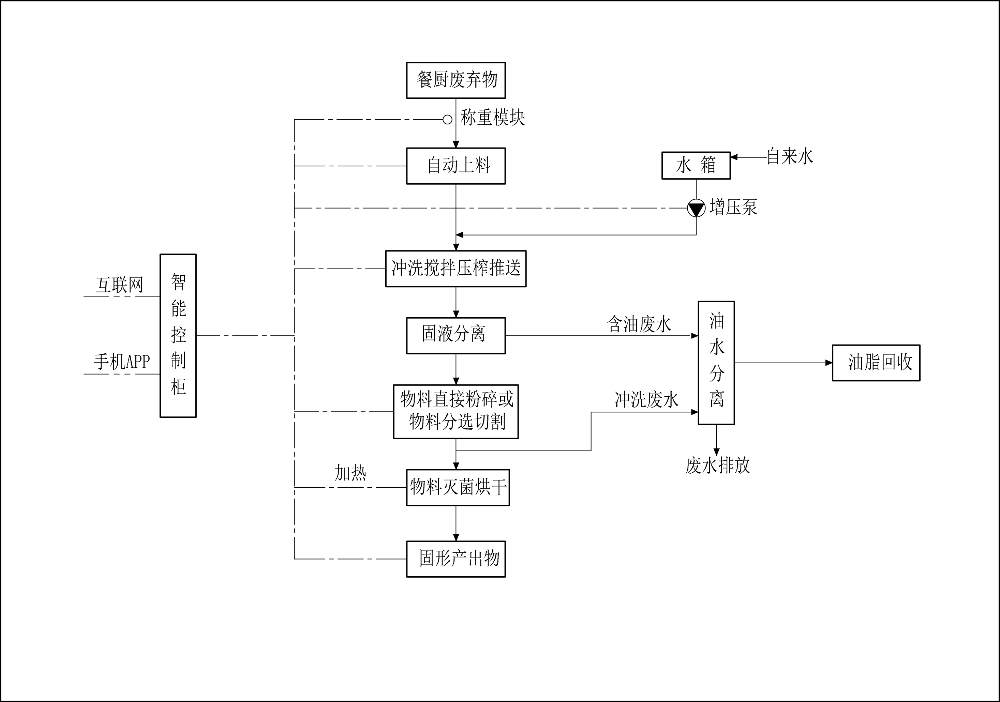 餐厨废弃物
称重模块
自动上料
水 箱
自来水
增压泵
冲洗搅拌压榨推送
互联网
手机APP
智能控制柜
固液分离
含油废水
油水分离
油脂回收
物料直接粉碎或
物料分选切割
冲洗废水
废水排放
加热
物料灭菌烘干
固形产出物